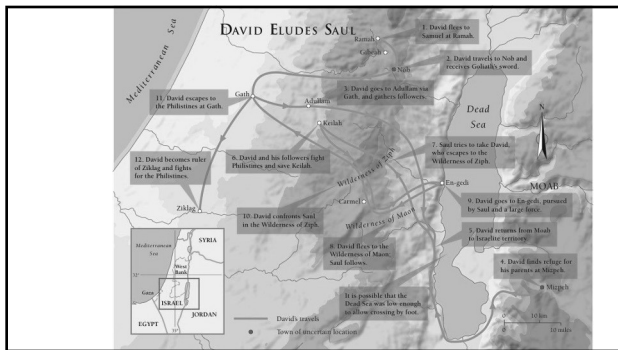 DAVID ELUDES SAUL
Mediterranean Sea
Ramah
Gibeah
Nob
1. David flees to
Samuel at Ramah.
2. David travels to Nob and
receives Goliath's sword.
3. David goes to Adullam via
Gath, and gathers followers.
11. David escapes to
the Philistines at Gath.
Gath
Adullam
Keilah
Dead
Sea
N
7. Saul tries to take David,
who escapes to the
Wilderness of Ziph.
6. David and his followers fight
Philistines and save Keilah.
12. David becomes ruler
of Ziklag and fights
for the Philistines.
Wilderness of Ziph
En-gedi
MOAB
Ziklag
Carmel
9. David goes to En-gedi, pursued
by Saul and a large force.
10. David confronts Saul
in the Wilderness of Ziph.
Wilderness of Maon
5. David returns from Moab
to Israelite territory.
8. David flees to the
Wilderness of Maon;
Saul follows.
4. David finds refuge for
his parents at Mizpeh.
Mizpeh
It is possible that the
Dead Sea was low enough
to allow crossing by foot.
Mediterranean
Sea
SYRIA
West
Bank
Gaza
ISRAEL
JORDAN
EGYPT
David's travels
Town of uncertain location
0
10 km
0
10 miles